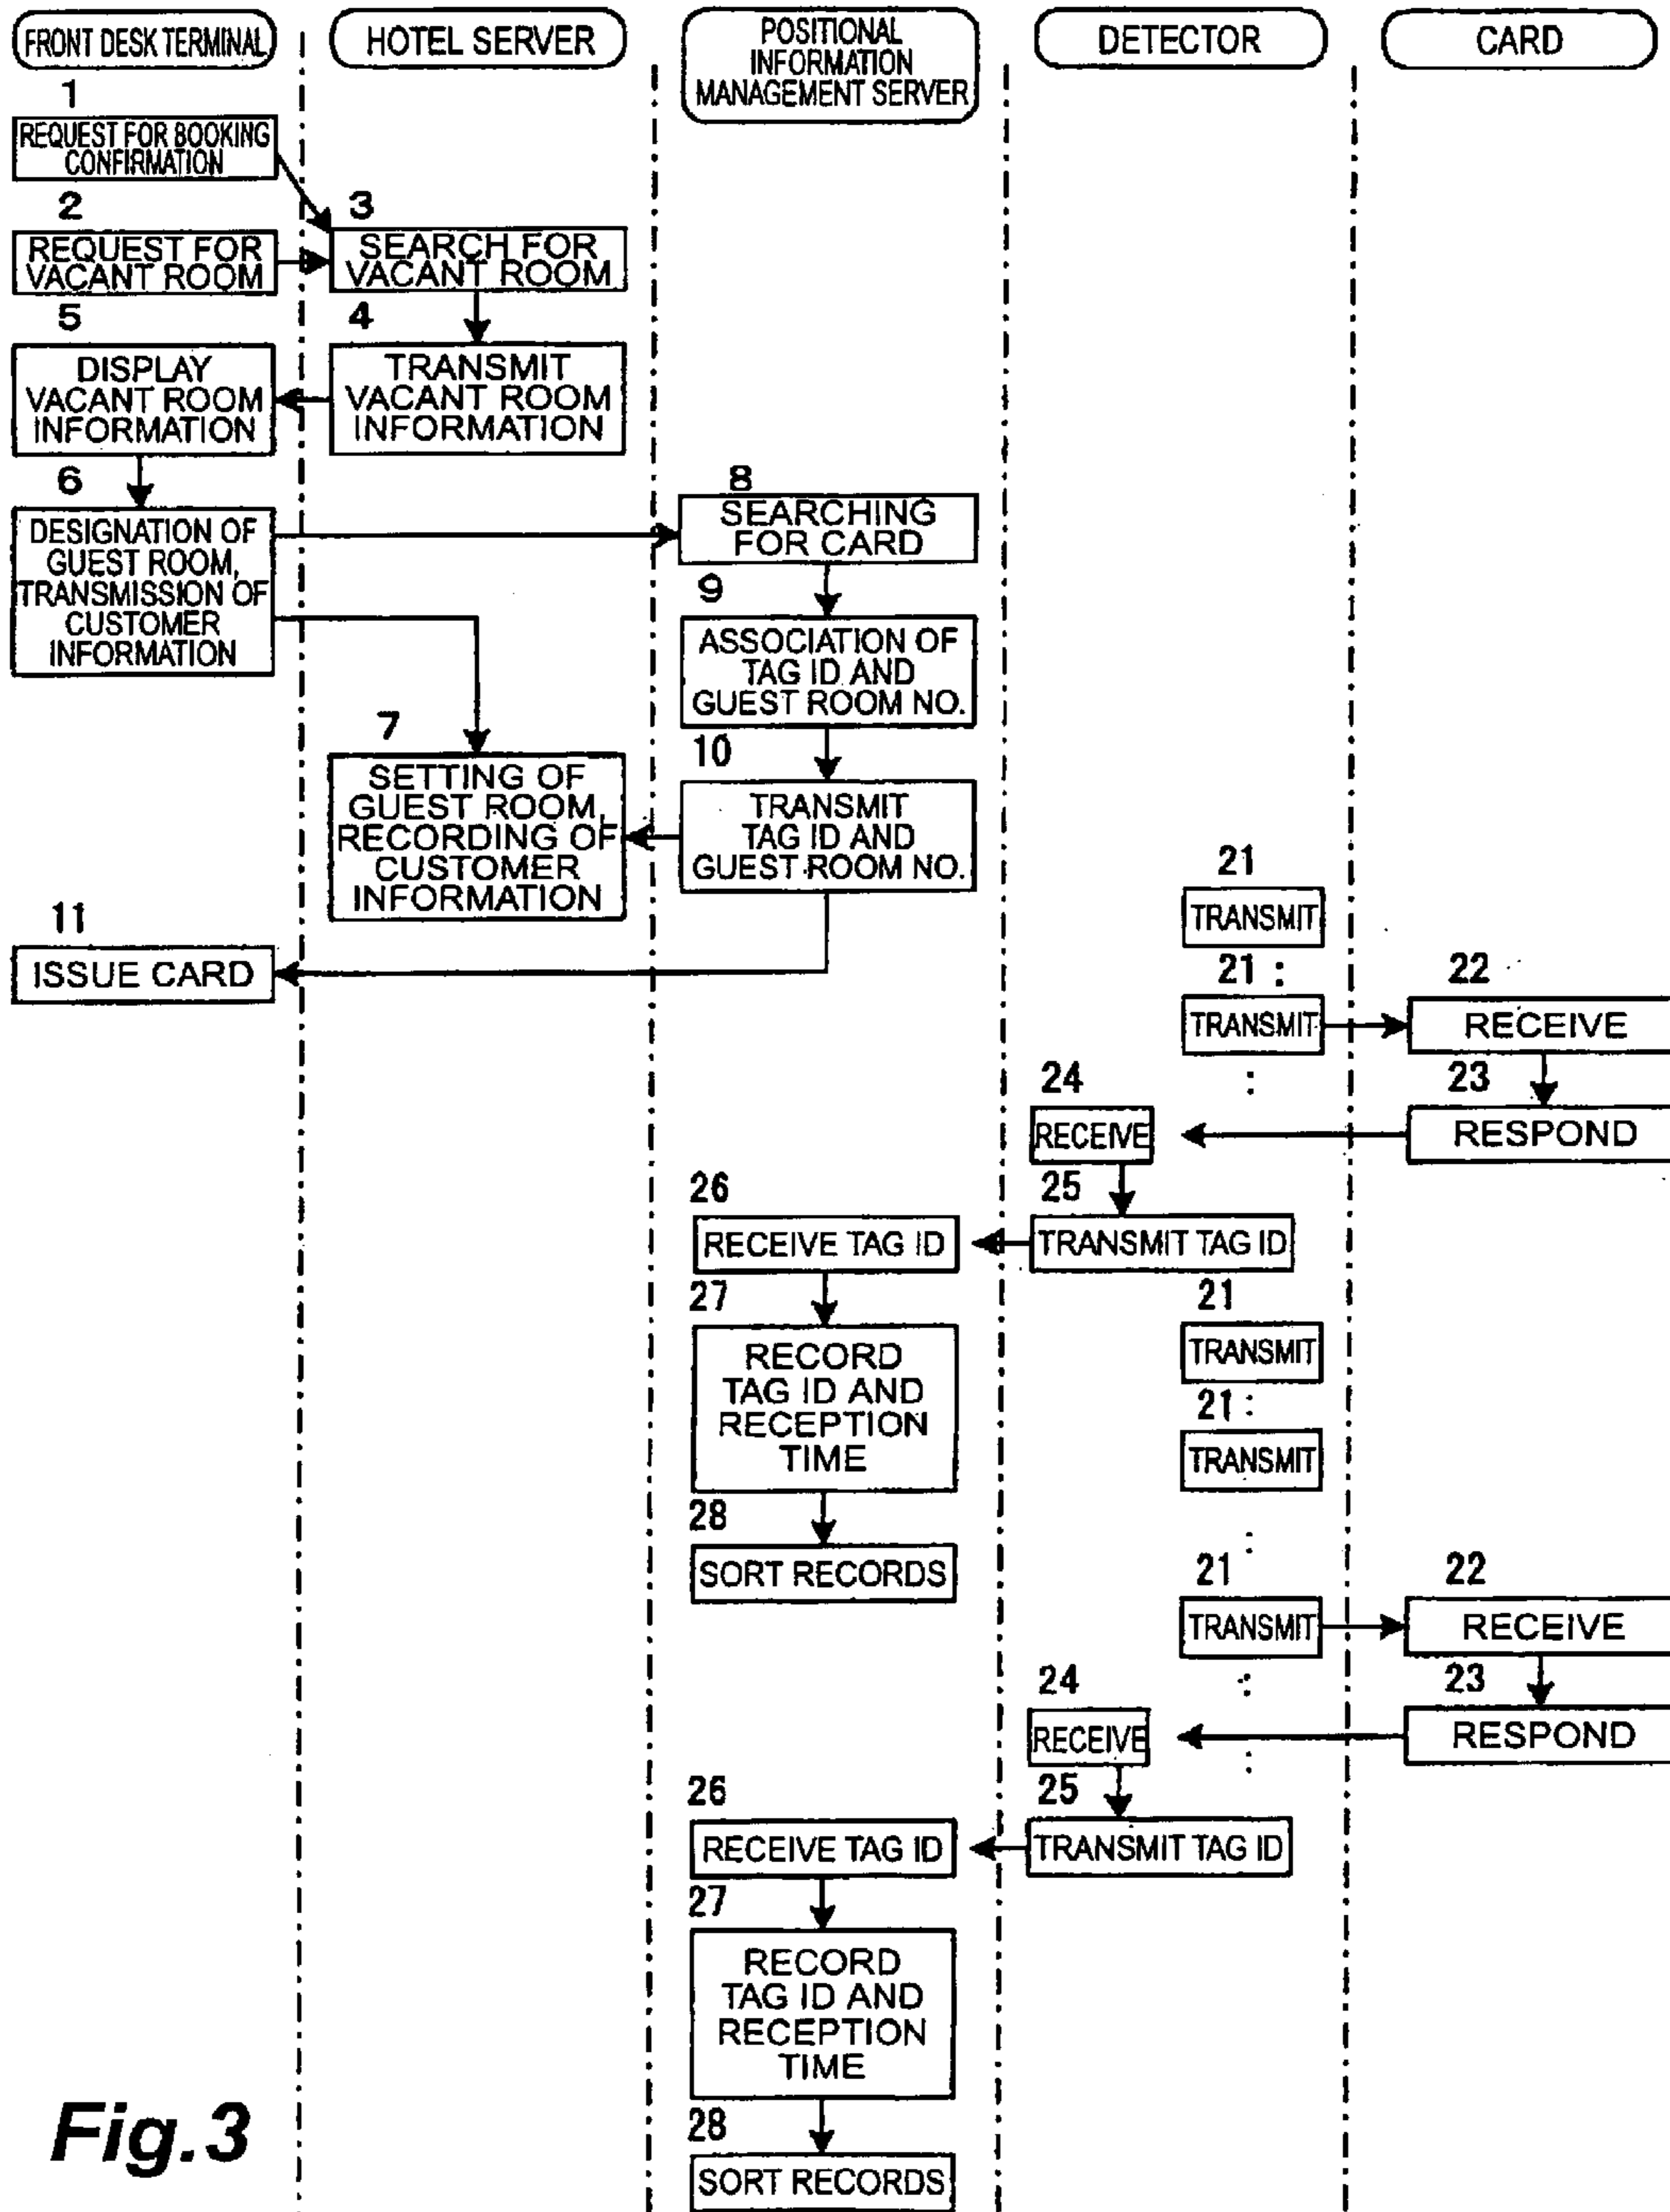 FRONT DESK TERMINAL
HOTEL SERVER
POSITIONAL
INFORMATION
MANAGEMENT SERVER
DETECTOR
CARD
1
REQUEST FOR BOOKING
CONFIRMATION
2
REQUEST FOR
VACANT ROOM
3
SEARCH FOR
VACANT ROOM
4
TRANSMIT
VACANT ROOM
INFORMATION
5
DISPLAY
VACANT ROOM
INFORMATION
6
DESIGNATION OF
GUEST ROOM,
TRANSMISSION OF
CUSTOMER
INFORMATION
8
SEARCHING
FOR CARD
9
ASSOCIATION OF
TAG ID AND
GUEST ROOM NO.
7
SETTING OF
GUEST ROOM,
RECORDING OF
CUSTOMER
INFORMATION
10
TRANSMIT
TAG ID AND
GUEST ROOM NO.
11
ISSUE CARD
21
TRANSMIT
21 :
TRANSMIT
:
22
RECEIVE
23
RESPOND
24
RECEIVE
25
TRANSMIT TAG ID
26
RECEIVE TAG ID
27
RECORD
TAG ID AND
RECEPTION
TIME
28
SORT RECORDS
21
TRANSMIT
21 :
TRANSMIT
:
21
TRANSMIT
:
22
RECEIVE
23
RESPOND
24
RECEIVE
:
25
TRANSMIT TAG ID
26
RECEIVE TAG ID
27
RECORD
TAG ID AND
RECEPTION
TIME
28
SORT RECORDS
Fig.3